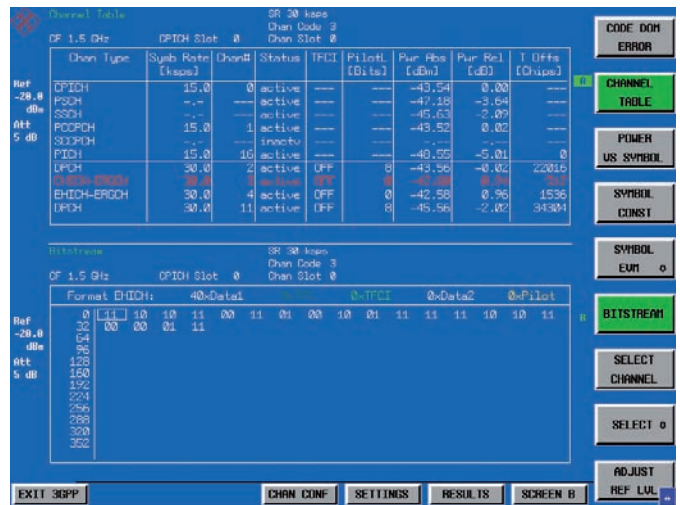 Channel Table
SR 30 ksps
Chan Code 3
CF 1.5 GHz CPICH Slot 0 Chan Slot 0
Chan Type Symb Rate Chan# Status TFCI PilotL Pwr Abs Pwr Rel T Offs
[ksps] [Bits] [dBm] [dB] [Chips]
CPICH 15.0 0 active --- --- -43.54 0.00 ---
PSCH -.- --- active --- --- -47.18 -3.64 ---
SSCH -.- --- active --- --- -45.63 -2.09 ---
PCCPCH 15.0 1 active --- --- -43.52 0.02 ---
SCCPCH -.- --- inactv --- --- --- --- ---
PICH 15.0 16 active --- --- -48.55 -5.01 0
DPCH 30.0 2 active OFF 8 -43.56 -0.02 22016
30.0 active OFF
EHICH-ERGCH 30.0 4 active OFF 0 -42.58 0.96 1536
DPCH 30.0 11 active OFF 8 -45.56 -2.02 34304
Ref
-20.0
dBm
Att
5 dB
A
Bitstream
SR 30 ksps
Chan Code 3
CF 1.5 GHz CPICH Slot 0 Chan Slot 0
Format EHICH: 40xData1 0xTFCI 0xData2 0xPilot
0 11 10 10 11 00 11 01 00 10 01 11 11 11 10 10 11
32 00 00 01 11
64
96
128
160
192
224
256
288
320
352
Ref
-20.0
dBm
Att
5 dB
B
CODE DOM
ERROR
CHANNEL
TABLE
POWER
VS SYMBOL
SYMBOL
CONST
SYMBOL
EVM
BITSTREAM
SELECT
CHANNEL
SELECT
ADJUST
REF LVL
EXIT 3GPP CHAN CONF SETTINGS RESULTS SCREEN B